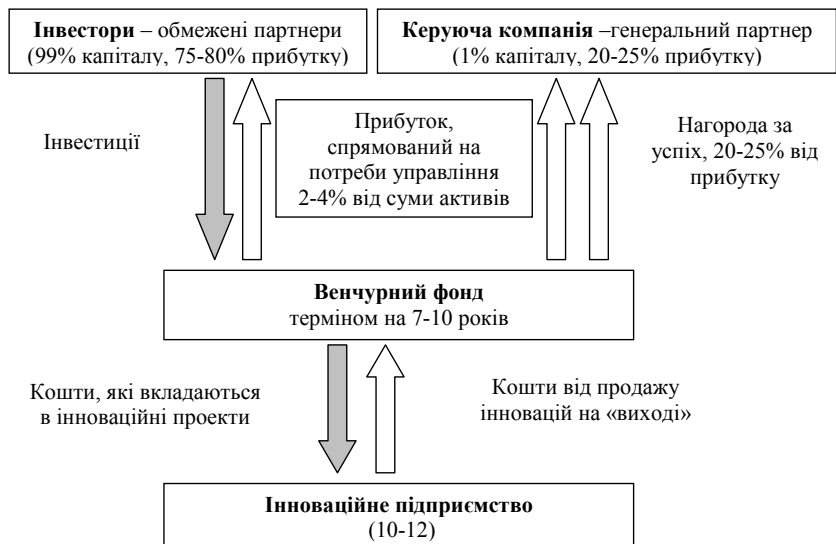 Інвестори – обмежені партнери
(99% капіталу, 75-80% прибутку)
Керуюча компанія –генеральний партнер
(1% капіталу, 20-25% прибутку)
Інвестиції
Прибуток,
спрямований на
потреби управління
2-4% від суми активів
Нагорода за
успіх, 20-25% від
прибутку
Венчурний фонд
терміном на 7-10 років
Кошти, які вкладаються
в інноваційні проекти
Кошти від продажу
інновацій на «виході»
Інноваційне підприємство
(10-12)